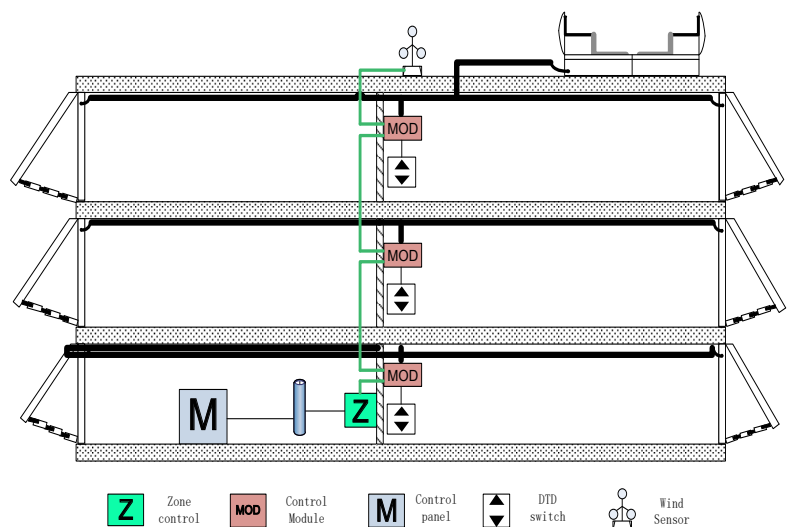 MOD
MOD
MOD
M
Z
Z Zone control
MOD Control Module
M Control panel
DTD switch
Wind Sensor